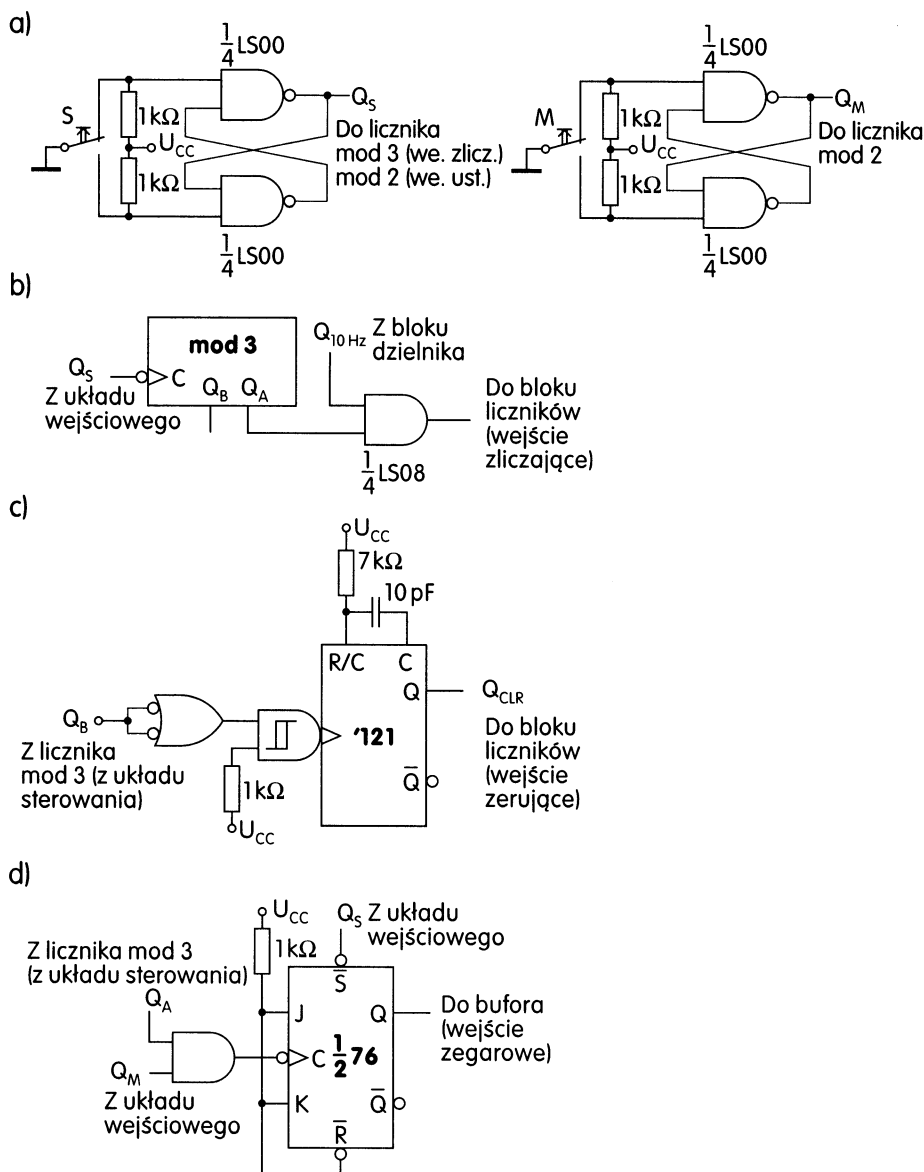 a)
1/4 LS00
S
1kΩ
U_CC
1kΩ
Q_S
Do licznika
mod 3 (we. zlicz.)
mod 2 (we. ust.)
1/4 LS00
1/4 LS00
M
1kΩ
U_CC
1kΩ
Q_M
Do licznika
mod 2
1/4 LS00
b)
mod 3
Q_S
C
Q_B Q_A
Z układu
wejściowego
Q_10 Hz Z bloku
dzielnika
1/4 LS08
Do bloku
liczników
(wejście
zliczające)
c)
U_CC
7kΩ
10 pF
R/C C
Q
'121
Q̅
Q_B
Z licznika
mod 3 (z układu
sterowania)
1kΩ
U_CC
Q_CLR
Do bloku
liczników
(wejście
zerujące)
d)
U_CC
1kΩ
Q_S Z układu
wejściowego
Z licznika mod 3
(z układu sterowania)
Q_A
Q_M
Z układu
wejściowego
S̅
J Q
C 1/2 76
K Q̅
R̅
Do bufora
(wejście
zegarowe)